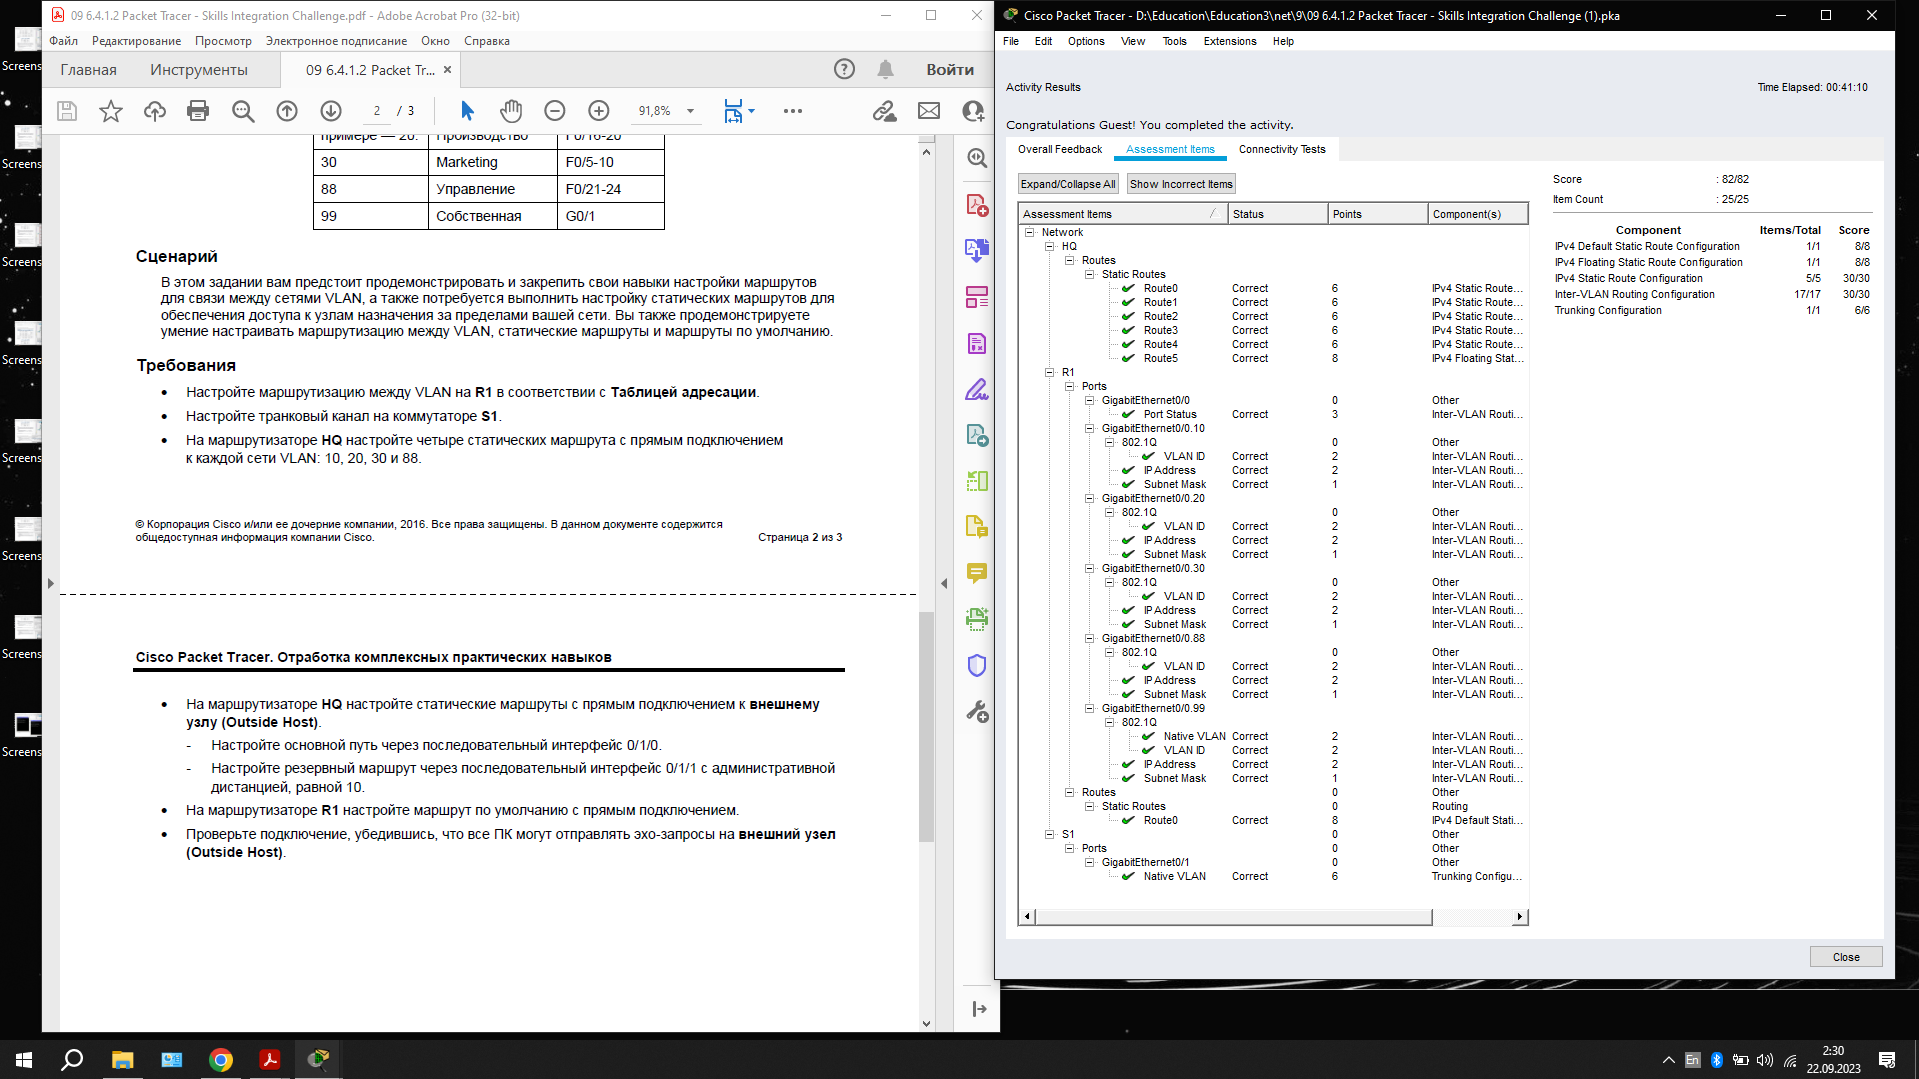 09 6.4.1.2 Packet Tracer - Skills Integration Challenge.pdf - Adobe Acrobat Pro (32-bit)
Файл Редактирование Просмотр Электронное подписание Окно Справка
Главная Инструменты 09 6.4.1.2 Packet Tr... × Войти
2 / 3 91,8%
примере — 20. Производство F0/16-20
30 Marketing F0/5-10
88 Управление F0/21-24
99 Собственная G0/1
Сценарий
В этом задании вам предстоит продемонстрировать и закрепить свои навыки настройки маршрутов
для связи между сетями VLAN, а также потребуется выполнить настройку статических маршрутов для
обеспечения доступа к узлам назначения за пределами вашей сети. Вы также продемонстрируете
умение настраивать маршрутизацию между VLAN, статические маршруты и маршруты по умолчанию.
Требования
• Настройте маршрутизацию между VLAN на R1 в соответствии с Таблицей адресации.
• Настройте транковый канал на коммутаторе S1.
• На маршрутизаторе HQ настройте четыре статических маршрута с прямым подключением
к каждой сети VLAN: 10, 20, 30 и 88.
© Корпорация Cisco и/или ее дочерние компании, 2016. Все права защищены. В данном документе содержится
общедоступная информация компании Cisco. Страница 2 из 3
Cisco Packet Tracer. Отработка комплексных практических навыков
• На маршрутизаторе HQ настройте статические маршруты с прямым подключением к внешнему
узлу (Outside Host).
- Настройте основной путь через последовательный интерфейс 0/1/0.
- Настройте резервный маршрут через последовательный интерфейс 0/1/1 с административной
дистанцией, равной 10.
• На маршрутизаторе R1 настройте маршрут по умолчанию с прямым подключением.
• Проверьте подключение, убедившись, что все ПК могут отправлять эхо-запросы на внешний узел
(Outside Host).
Cisco Packet Tracer - D:\Education\Education3\net\9\09 6.4.1.2 Packet Tracer - Skills Integration Challenge (1).pka
File Edit Options View Tools Extensions Help
Activity Results Time Elapsed: 00:41:10
Congratulations Guest! You completed the activity.
Overall Feedback Assessment Items Connectivity Tests
Expand/Collapse All Show Incorrect Items
Assessment Items Status Points Component(s)
Network
HQ
Routes
Static Routes
Route0 Correct 6 IPv4 Static Route...
Route1 Correct 6 IPv4 Static Route...
Route2 Correct 6 IPv4 Static Route...
Route3 Correct 6 IPv4 Static Route...
Route4 Correct 6 IPv4 Static Route...
Route5 Correct 8 IPv4 Floating Stat...
R1
Ports
GigabitEthernet0/0 0 Other
Port Status Correct 3 Inter-VLAN Routi...
GigabitEthernet0/0.10
802.1Q 0 Other
VLAN ID Correct 2 Inter-VLAN Routi...
IP Address Correct 2 Inter-VLAN Routi...
Subnet Mask Correct 1 Inter-VLAN Routi...
GigabitEthernet0/0.20
802.1Q 0 Other
VLAN ID Correct 2 Inter-VLAN Routi...
IP Address Correct 2 Inter-VLAN Routi...
Subnet Mask Correct 1 Inter-VLAN Routi...
GigabitEthernet0/0.30
802.1Q 0 Other
VLAN ID Correct 2 Inter-VLAN Routi...
IP Address Correct 2 Inter-VLAN Routi...
Subnet Mask Correct 1 Inter-VLAN Routi...
GigabitEthernet0/0.88
802.1Q 0 Other
VLAN ID Correct 2 Inter-VLAN Routi...
IP Address Correct 2 Inter-VLAN Routi...
Subnet Mask Correct 1 Inter-VLAN Routi...
GigabitEthernet0/0.99
802.1Q 0 Other
Native VLAN Correct 2 Inter-VLAN Routi...
VLAN ID Correct 2 Inter-VLAN Routi...
IP Address Correct 2 Inter-VLAN Routi...
Subnet Mask Correct 1 Inter-VLAN Routi...
Routes 0 Other
Static Routes 0 Routing
Route0 Correct 8 IPv4 Default Stati...
S1 0 Other
Ports 0 Other
GigabitEthernet0/1 0 Other
Native VLAN Correct 6 Trunking Configu...
Score : 82/82
Item Count : 25/25
Component Items/Total Score
IPv4 Default Static Route Configuration 1/1 8/8
IPv4 Floating Static Route Configuration 1/1 8/8
IPv4 Static Route Configuration 5/5 30/30
Inter-VLAN Routing Configuration 17/17 30/30
Trunking Configuration 1/1 6/6
Close
Screens
Screens
Screens
Screens
Screens
Screens
Screens
Screens
En
2:30
22.09.2023